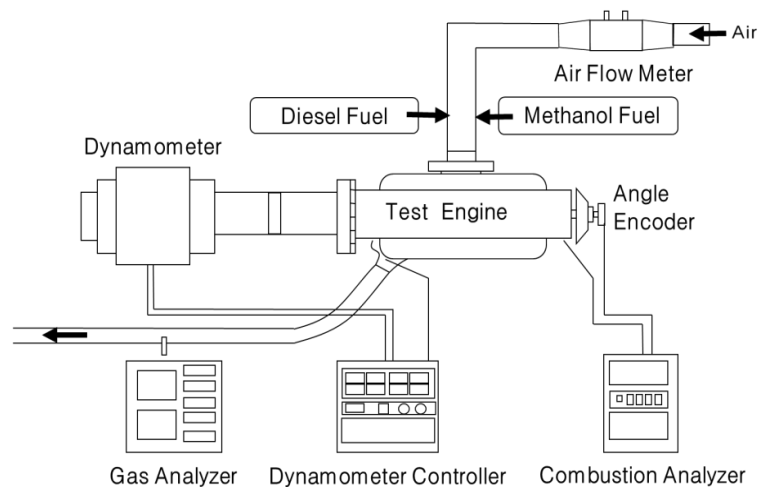 Air
Air Flow Meter
Diesel Fuel
Methanol Fuel
Dynamometer
Test Engine
Angle
Encoder
Gas Analyzer
Dynamometer Controller
Combustion Analyzer